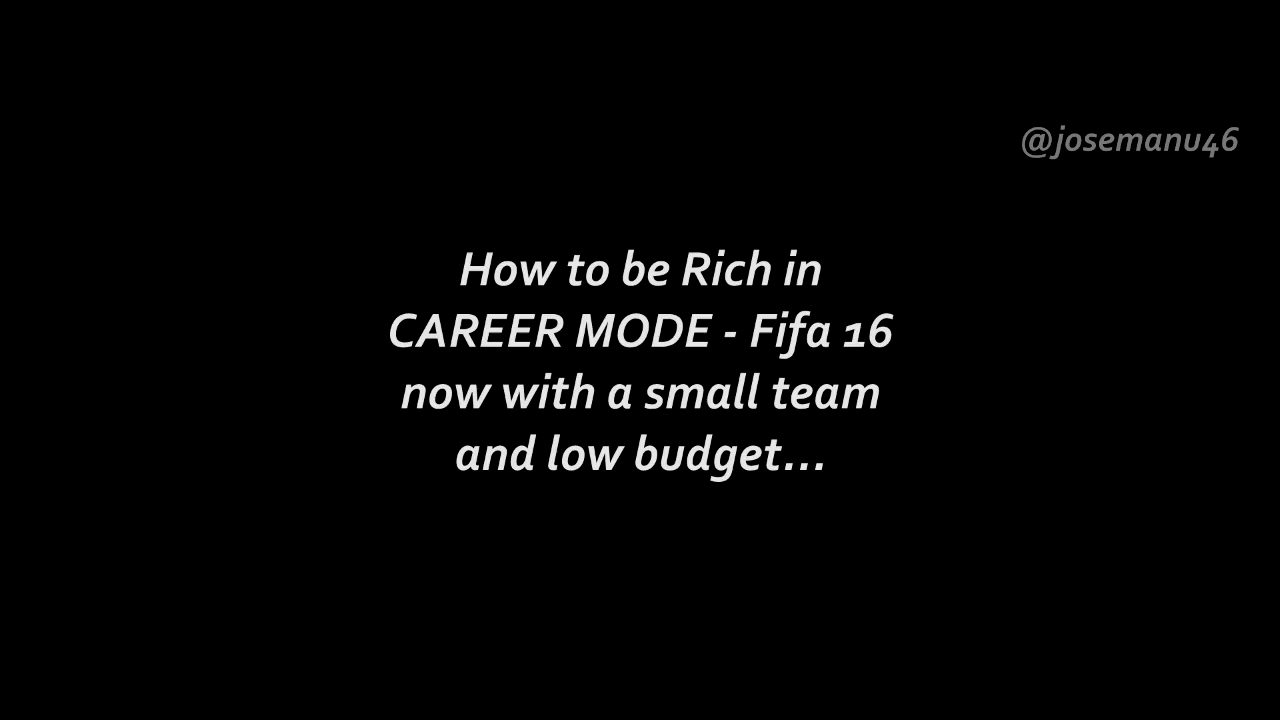 @josemanu46
How to be Rich in
CAREER MODE - Fifa 16
now with a small team
and low budget...